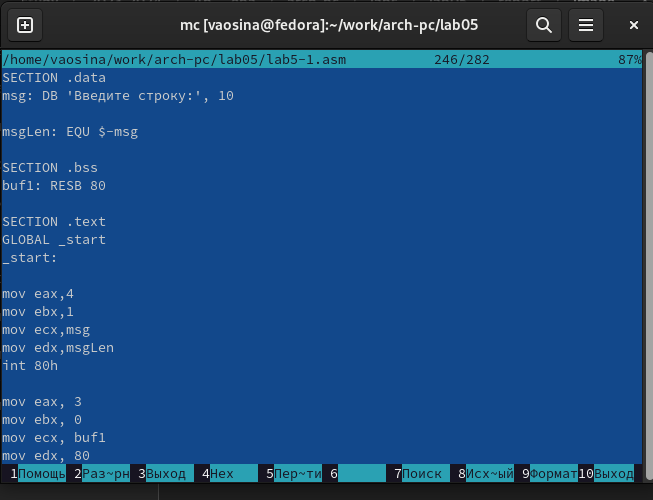 mc [vaosina@fedora]:~/work/arch-pc/lab05
/home/vaosina/work/arch-pc/lab05/lab5-1.asm 246/282 87%
SECTION .data
msg: DB 'Введите строку:', 10
msgLen: EQU $-msg
SECTION .bss
buf1: RESB 80
SECTION .text
GLOBAL _start
_start:
mov eax,4
mov ebx,1
mov ecx,msg
mov edx,msgLen
int 80h
mov eax, 3
mov ebx, 0
mov ecx, buf1
mov edx, 80
1Помощь 2Раз~рн 3Выход 4Hex 5Пер~ти 6 7Поиск 8Исх~ый 9Формат 10Выход